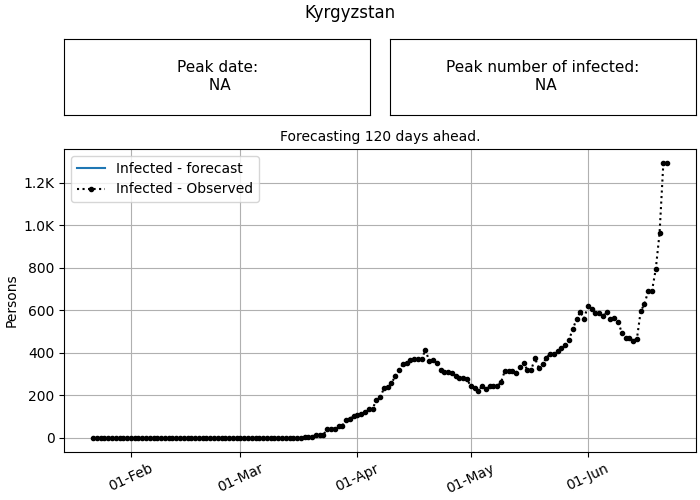 Kyrgyzstan
Peak date:
NA
Peak number of infected:
NA
Forecasting 120 days ahead.
Infected - forecast
Infected - Observed
1.2K
1.0K
800
600
400
200
0
Persons
01-Feb
01-Mar
01-Apr
01-May
01-Jun